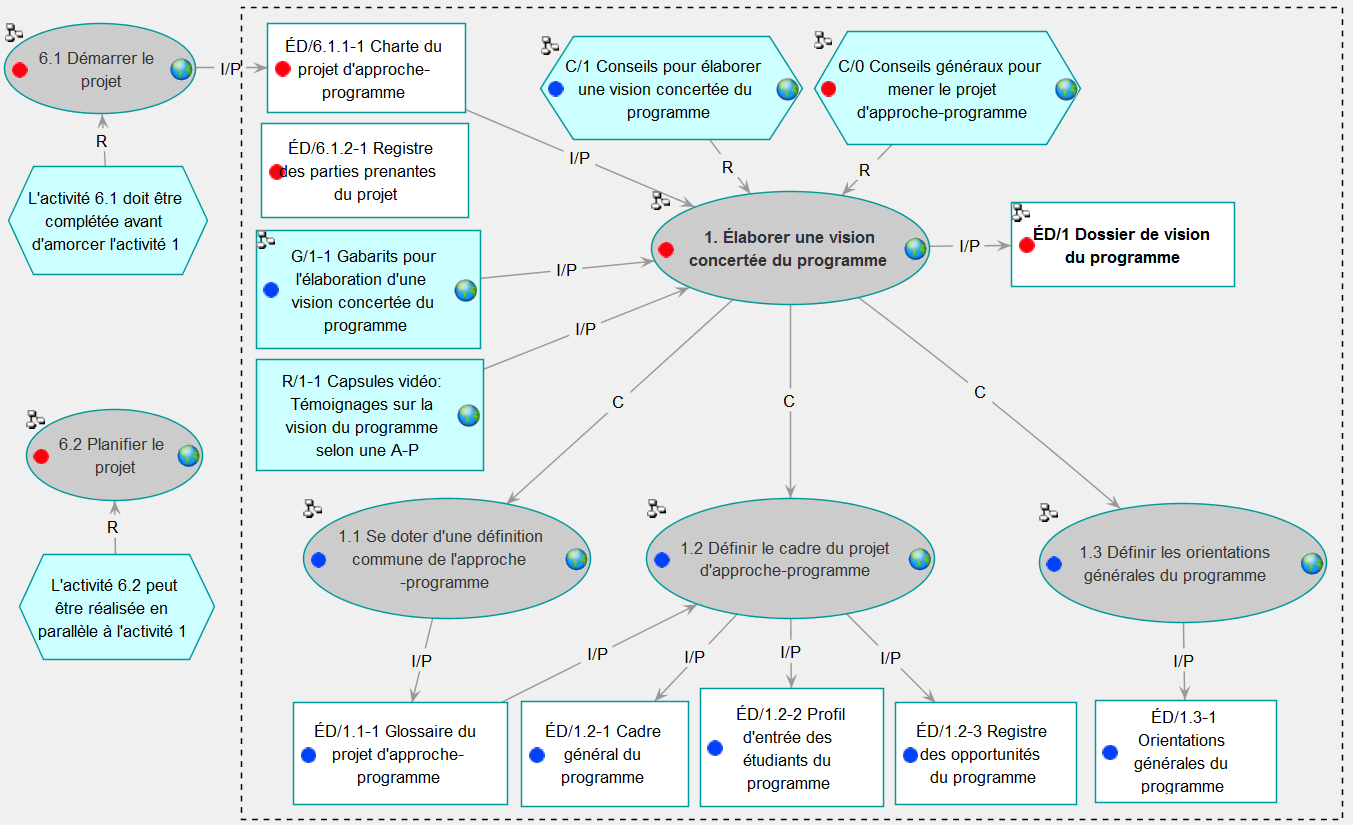 6.1 Démarrer le
projet
I/P
ÉD/6.1.1-1 Charte du
projet d'approche-
programme
C/1 Conseils pour élaborer
une vision concertée du
programme
C/0 Conseils généraux pour
mener le projet
d'approche-programme
R
L'activité 6.1 doit être
complétée avant
d'amorcer l'activité 1
ÉD/6.1.2-1 Registre
des parties prenantes
du projet
I/P
R
R
G/1-1 Gabarits pour
l'élaboration d'une
vision concertée du
programme
I/P
1. Élaborer une vision
concertée du programme
I/P
ÉD/1 Dossier de vision
du programme
R/1-1 Capsules vidéo:
Témoignages sur la
vision du programme
selon une A-P
I/P
C
C
C
6.2 Planifier le
projet
R
L'activité 6.2 peut
être réalisée en
parallèle à l'activité 1
1.1 Se doter d'une définition
commune de l'approche
-programme
1.2 Définir le cadre du projet
d'approche-programme
1.3 Définir les orientations
générales du programme
I/P
I/P
I/P
I/P
I/P
I/P
ÉD/1.1-1 Glossaire du
projet d'approche-
programme
ÉD/1.2-1 Cadre
général du
programme
ÉD/1.2-2 Profil
d'entrée des
étudiants du
programme
ÉD/1.2-3 Registre
des opportunités
du programme
ÉD/1.3-1
Orientations
générales du
programme